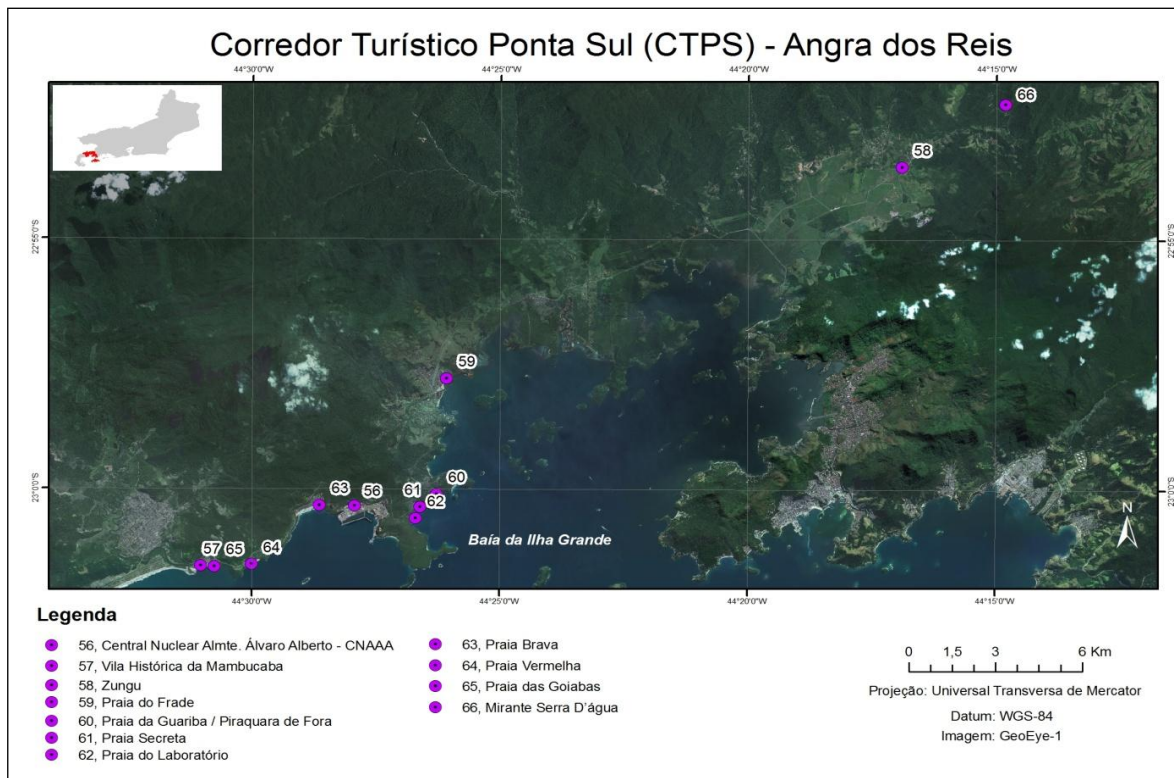 Corredor Turístico Ponta Sul (CTPS) - Angra dos Reis
44°30'0"W 44°25'0"W 44°20'0"W 44°15'0"W
66
58
22°55'0"S 22°55'0"S
59
60
63 56 61
62
23°0'0"S 23°0'0"S
N
Baía da Ilha Grande
57 65 64
44°30'0"W 44°25'0"W 44°20'0"W 44°15'0"W
Legenda
56, Central Nuclear Almte. Álvaro Alberto - CNAAA
57, Vila Histórica da Mambucaba
58, Zungu
59, Praia do Frade
60, Praia da Guariba / Piraquara de Fora
61, Praia Secreta
62, Praia do Laboratório
63, Praia Brava
64, Praia Vermelha
65, Praia das Goiabas
66, Mirante Serra D'água
0 1,5 3 6 Km
Projeção: Universal Transversa de Mercator
Datum: WGS-84
Imagem: GeoEye-1